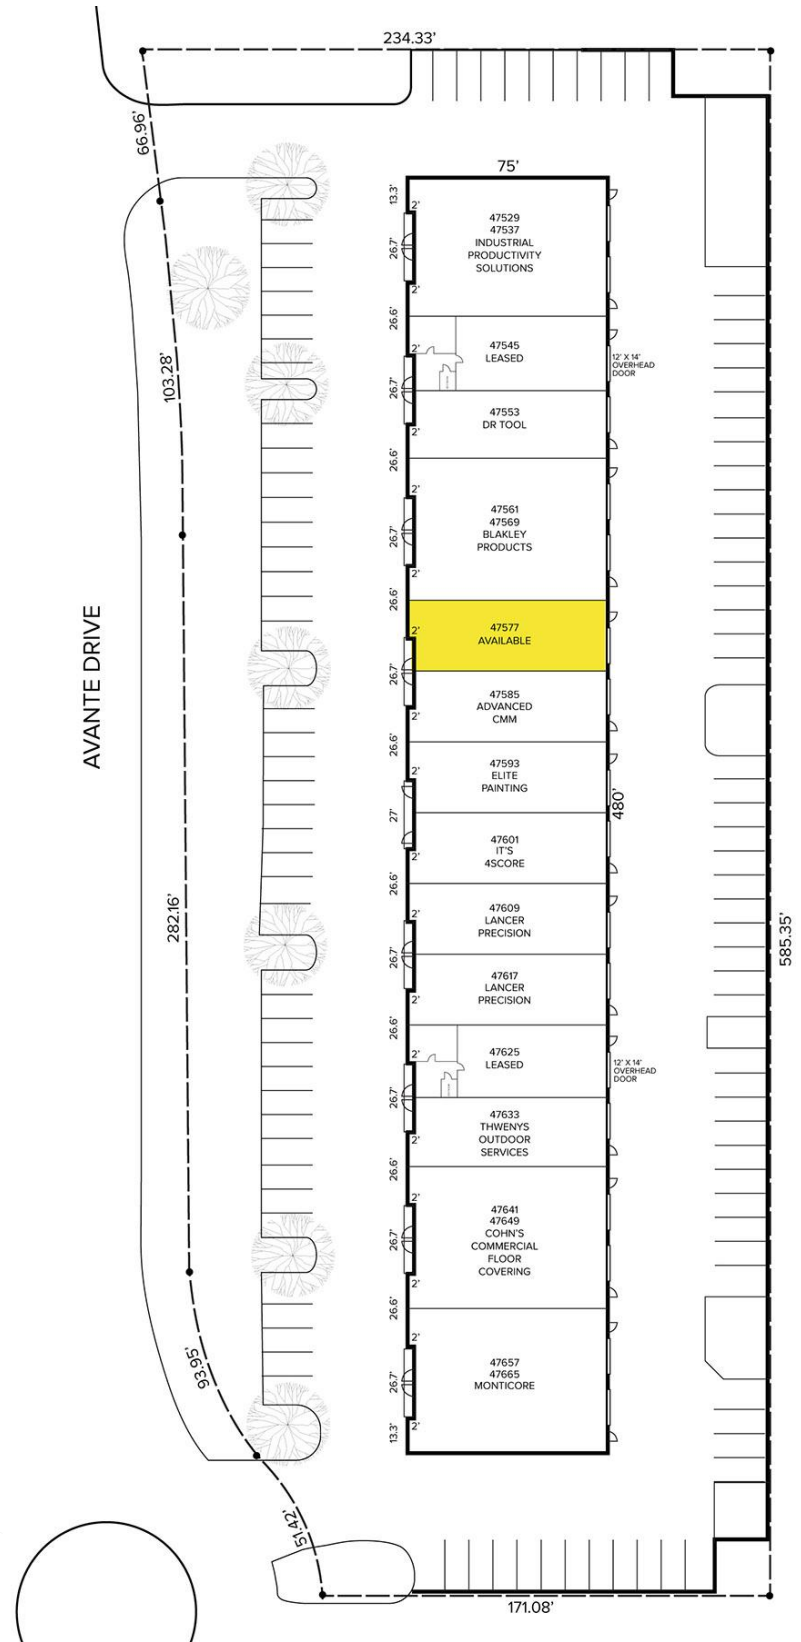 234.33'
66.96'
75'
13.3'
2'
47529
47537
INDUSTRIAL
PRODUCTIVITY
SOLUTIONS
26.7'
2'
26.6'
47545
LEASED
2'
12' X 14'
OVERHEAD
DOOR
103.28'
26.7'
47553
DR TOOL
2'
26.6'
2'
47561
47569
BLAKLEY
PRODUCTS
26.7'
2'
26.6'
47577
AVAILABLE
2'
AVANTE DRIVE
26.7'
47585
ADVANCED
CMM
2'
26.6'
47593
ELITE
PAINTING
2'
480'
27'
47601
IT'S
4SCORE
2'
26.6'
47609
LANCER
PRECISION
2'
282.16'
585.35'
26.7'
47617
LANCER
PRECISION
2'
26.6'
47625
LEASED
2'
12' X 14'
OVERHEAD
DOOR
26.7'
47633
THWENYS
OUTDOOR
SERVICES
2'
26.6'
2'
47641
47649
COHN'S
COMMERCIAL
FLOOR
COVERING
26.7'
2'
26.6'
2'
47657
47665
MONTICORE
93.95'
26.7'
2'
13.3'
51.42'
171.08'